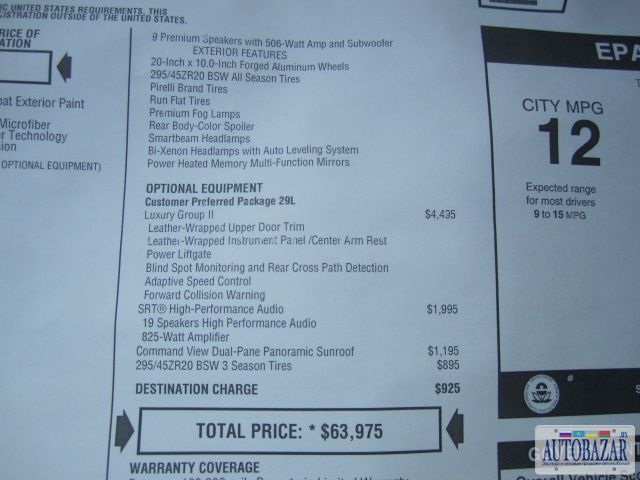 IC UNITED STATES REQUIREMENTS. THIS
GISTRATION OUTSIDE OF THE UNITED STATES.
PRICE OF
ATION
at Exterior Paint
Microfiber
r Technology
sion
OPTIONAL EQUIPMENT)
9 Premium Speakers with 506-Watt Amp and Subwoofer
EXTERIOR FEATURES
20-Inch x 10.0-Inch Forged Aluminum Wheels
295/45ZR20 BSW All Season Tires
Pirelli Brand Tires
Run Flat Tires
Premium Fog Lamps
Rear Body-Color Spoiler
Smartbeam Headlamps
Bi-Xenon Headlamps with Auto Leveling System
Power Heated Memory Multi-Function Mirrors
OPTIONAL EQUIPMENT
Customer Preferred Package 29L
Luxury Group II $4,495
Leather-Wrapped Upper Door Trim
Leather-Wrapped Instrument Panel /Center Arm Rest
Power Liftgate
Blind Spot Monitoring and Rear Cross Path Detection
Adaptive Speed Control
Forward Collision Warning
SRT® High-Performance Audio $1,995
19 Speakers High Performance Audio
825-Watt Amplifier
Command View Dual-Pane Panoramic Sunroof $1,195
295/45ZR20 BSW 3 Season Tires $895
DESTINATION CHARGE $925
TOTAL PRICE: * $63,975
WARRANTY COVERAGE
EPA
CITY MPG
12
Expected range
for most drivers
9 to 15 MPG
AUTOBAZAR.us